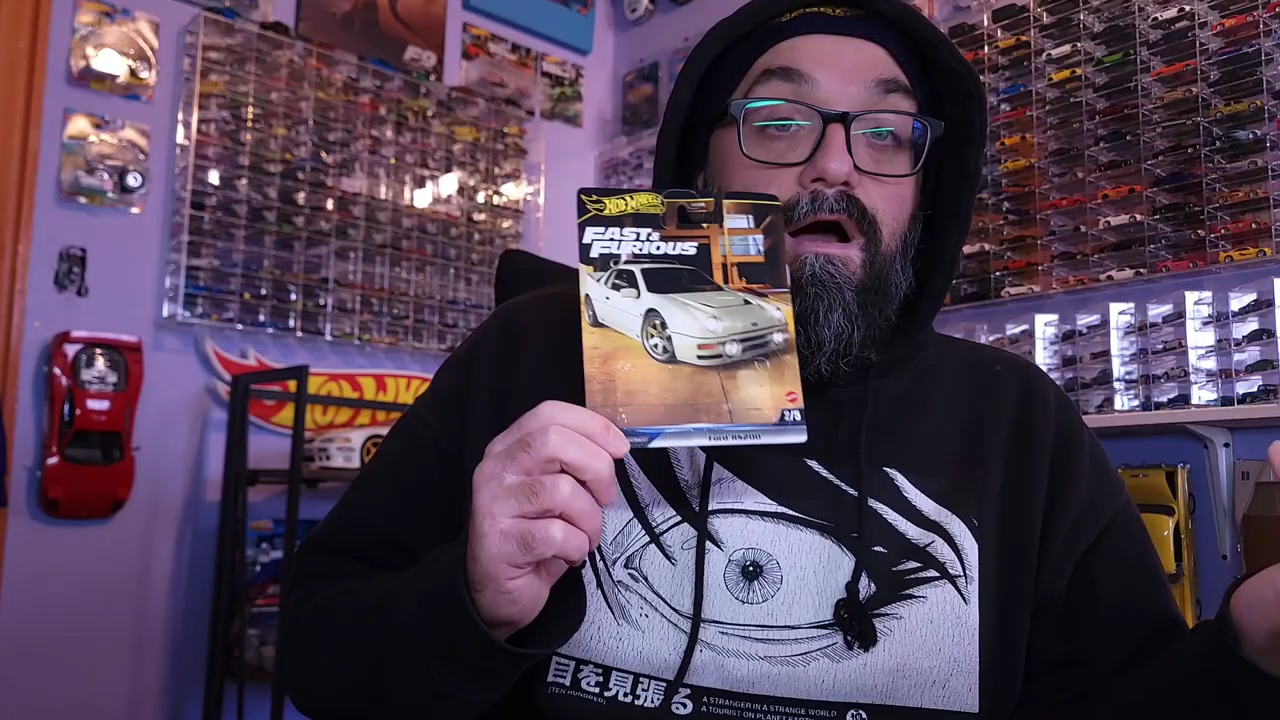 HOT WHEELS
FAST &
FURIOUS
2/5
Ford RS200
HOT WHEELS
目を見張る
[TEN HUNDRED]
A STRANGER IN A STRANGE WORLD
A TOURIST ON PLANET EARTH